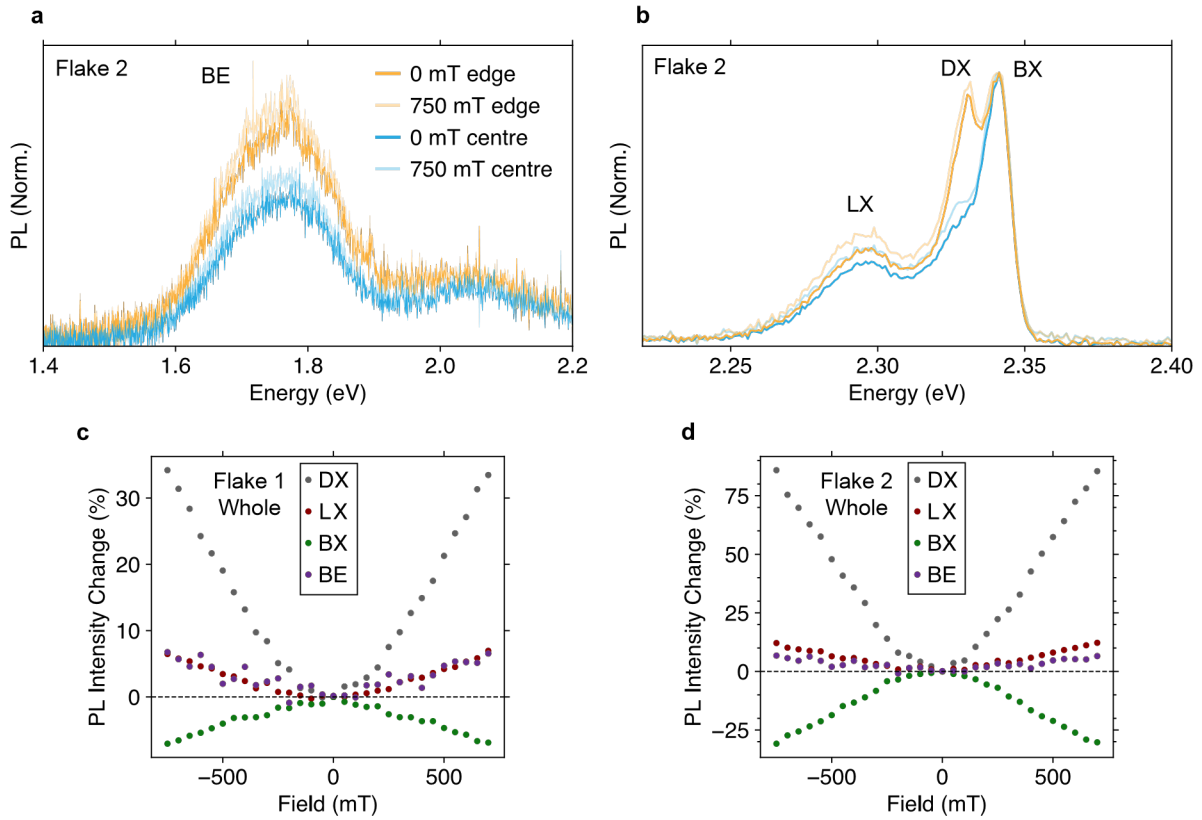 a
Flake 2
BE
0 mT edge
750 mT edge
0 mT centre
750 mT centre
PL (Norm.)
1.4
1.6
1.8
2.0
2.2
Energy (eV)
b
Flake 2
DX
BX
LX
PL (Norm.)
2.25
2.30
2.35
2.40
Energy (eV)
c
Flake 1
Whole
DX
LX
BX
BE
PL Intensity Change (%)
30
20
10
0
−500
0
500
Field (mT)
d
Flake 2
Whole
DX
LX
BX
BE
PL Intensity Change (%)
75
50
25
0
−25
−500
0
500
Field (mT)